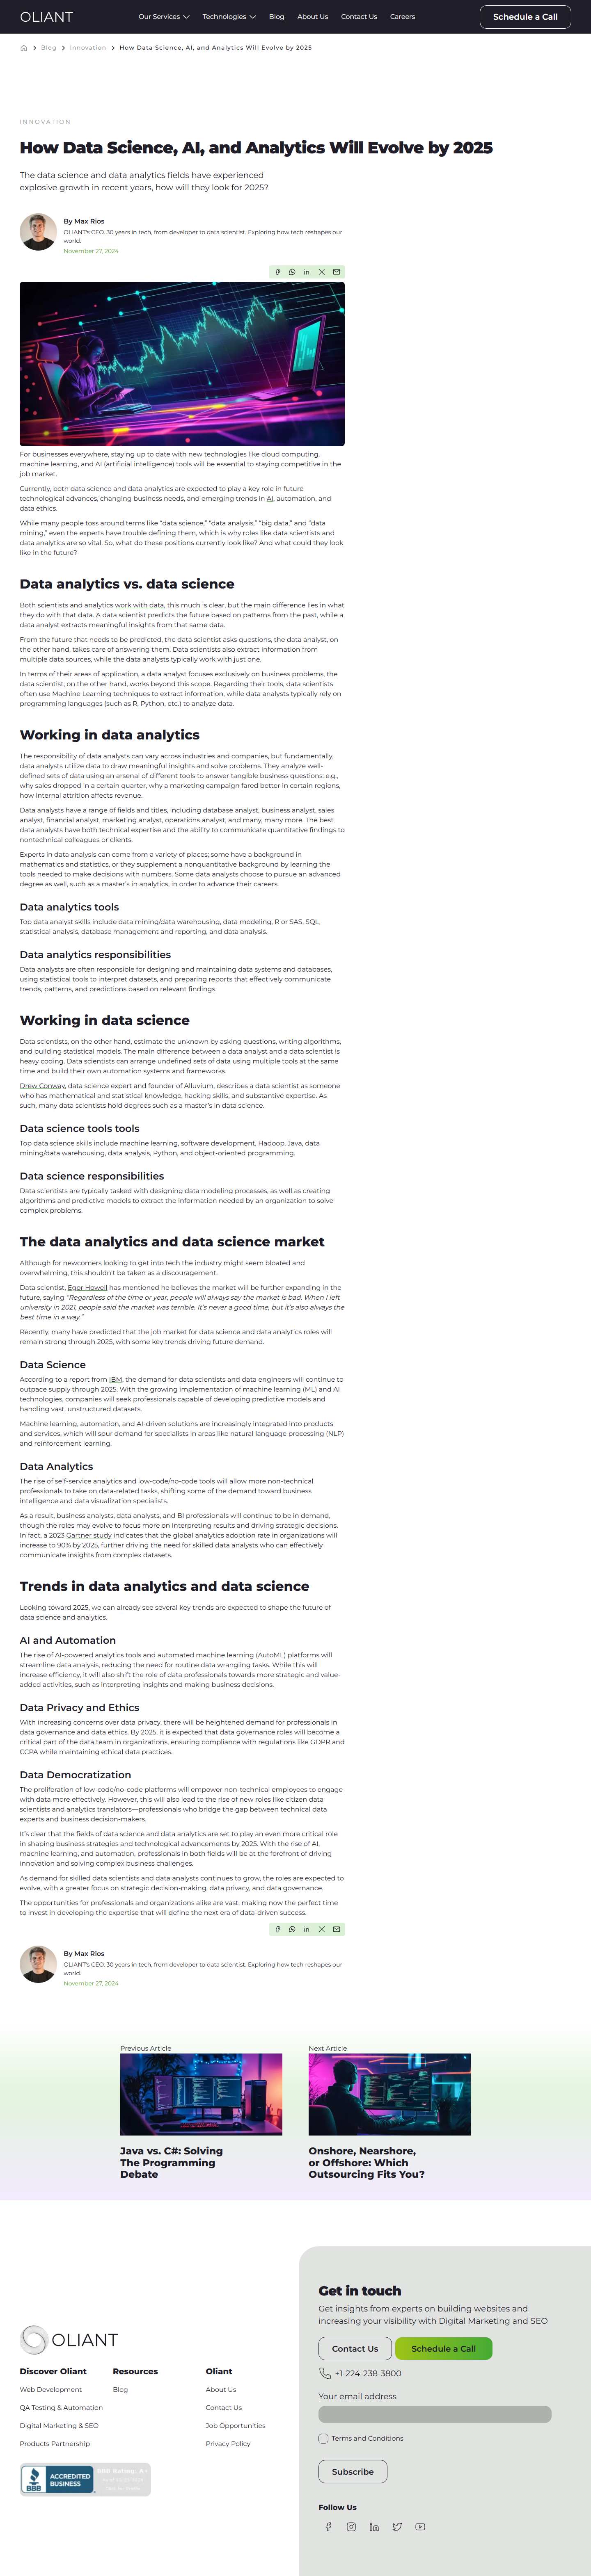 OLIANT
Our Services
Technologies
Blog
About Us
Contact Us
Careers
Schedule a Call
Blog
Innovation
How Data Science, AI, and Analytics Will Evolve by 2025
INNOVATION
How Data Science, AI, and Analytics Will Evolve by 2025
The data science and data analytics fields have experienced
explosive growth in recent years, how will they look for 2025?
By Max Rios
OLIANT's CEO. 30 years in tech, from developer to data scientist. Exploring how tech reshapes our
world.
November 27, 2024
For businesses everywhere, staying up to date with new technologies like cloud computing,
machine learning, and AI (artificial intelligence) tools will be essential to staying competitive in the
job market.
Currently, both data science and data analytics are expected to play a key role in future
technological advances, changing business needs, and emerging trends in AI, automation, and
data ethics.
While many people toss around terms like “data science,” “data analysis,” “big data,” and “data
mining,” even the experts have trouble defining them, which is why roles like data scientists and
data analytics are so vital. So, what do these positions currently look like? And what could they look
like in the future?
Data analytics vs. data science
Both scientists and analytics work with data, this much is clear, but the main difference lies in what
they do with that data. A data scientist predicts the future based on patterns from the past, while a
data analyst extracts meaningful insights from that same data.
From the future that needs to be predicted, the data scientist asks questions, the data analyst, on
the other hand, takes care of answering them. Data scientists also extract information from
multiple data sources, while the data analysts typically work with just one.
In terms of their areas of application, a data analyst focuses exclusively on business problems, the
data scientist, on the other hand, works beyond this scope. Regarding their tools, data scientists
often use Machine Learning techniques to extract information, while data analysts typically rely on
programming languages (such as R, Python, etc.) to analyze data.
Working in data analytics
The responsibility of data analysts can vary across industries and companies, but fundamentally,
data analysts utilize data to draw meaningful insights and solve problems. They analyze well-
defined sets of data using an arsenal of different tools to answer tangible business questions: e.g.,
why sales dropped in a certain quarter, why a marketing campaign fared better in certain regions,
how internal attrition affects revenue.
Data analysts have a range of fields and titles, including database analyst, business analyst, sales
analyst, financial analyst, marketing analyst, operations analyst, and many, many more. The best
data analysts have both technical expertise and the ability to communicate quantitative findings to
nontechnical colleagues or clients.
Experts in data analysis can come from a variety of places; some have a background in
mathematics and statistics, or they supplement a nonquantitative background by learning the
tools needed to make decisions with numbers. Some data analysts choose to pursue an advanced
degree as well, such as a master’s in analytics, in order to advance their careers.
Data analytics tools
Top data analyst skills include data mining/data warehousing, data modeling, R or SAS, SQL,
statistical analysis, database management and reporting, and data analysis.
Data analytics responsibilities
Data analysts are often responsible for designing and maintaining data systems and databases,
using statistical tools to interpret datasets, and preparing reports that effectively communicate
trends, patterns, and predictions based on relevant findings.
Working in data science
Data scientists, on the other hand, estimate the unknown by asking questions, writing algorithms,
and building statistical models. The main difference between a data analyst and a data scientist is
heavy coding. Data scientists can arrange undefined sets of data using multiple tools at the same
time and build their own automation systems and frameworks.
Drew Conway, data science expert and founder of Alluvium, describes a data scientist as someone
who has mathematical and statistical knowledge, hacking skills, and substantive expertise. As
such, many data scientists hold degrees such as a master’s in data science.
Data science tools tools
Top data science skills include machine learning, software development, Hadoop, Java, data
mining/data warehousing, data analysis, Python, and object-oriented programming.
Data science responsibilities
Data scientists are typically tasked with designing data modeling processes, as well as creating
algorithms and predictive models to extract the information needed by an organization to solve
complex problems.
The data analytics and data science market
Although for newcomers looking to get into tech the industry might seem bloated and
overwhelming, this shouldn't be taken as a discouragement.
Data scientist, Egor Howell has mentioned he believes the market will be further expanding in the
future, saying “Regardless of the time or year, people will always say the market is bad. When I left
university in 2021, people said the market was terrible. It’s never a good time, but it’s also always the
best time in a way.”
Recently, many have predicted that the job market for data science and data analytics roles will
remain strong through 2025, with some key trends driving future demand.
Data Science
According to a report from IBM, the demand for data scientists and data engineers will continue to
outpace supply through 2025. With the growing implementation of machine learning (ML) and AI
technologies, companies will seek professionals capable of developing predictive models and
handling vast, unstructured datasets.
Machine learning, automation, and AI-driven solutions are increasingly integrated into products
and services, which will spur demand for specialists in areas like natural language processing (NLP)
and reinforcement learning.
Data Analytics
The rise of self-service analytics and low-code/no-code tools will allow more non-technical
professionals to take on data-related tasks, shifting some of the demand toward business
intelligence and data visualization specialists.
As a result, business analysts, data analysts, and BI professionals will continue to be in demand,
though the roles may evolve to focus more on interpreting results and driving strategic decisions.
In fact, a 2023 Gartner study indicates that the global analytics adoption rate in organizations will
increase to 90% by 2025, further driving the need for skilled data analysts who can effectively
communicate insights from complex datasets.
Trends in data analytics and data science
Looking toward 2025, we can already see several key trends are expected to shape the future of
data science and analytics.
AI and Automation
The rise of AI-powered analytics tools and automated machine learning (AutoML) platforms will
streamline data analysis, reducing the need for routine data wrangling tasks. While this will
increase efficiency, it will also shift the role of data professionals towards more strategic and value-
added activities, such as interpreting insights and making business decisions.
Data Privacy and Ethics
With increasing concerns over data privacy, there will be heightened demand for professionals in
data governance and data ethics. By 2025, it is expected that data governance roles will become a
critical part of the data team in organizations, ensuring compliance with regulations like GDPR and
CCPA while maintaining ethical data practices.
Data Democratization
The proliferation of low-code/no-code platforms will empower non-technical employees to engage
with data more effectively. However, this will also lead to the rise of new roles like citizen data
scientists and analytics translators—professionals who bridge the gap between technical data
experts and business decision-makers.
It’s clear that the fields of data science and data analytics are set to play an even more critical role
in shaping business strategies and technological advancements by 2025. With the rise of AI,
machine learning, and automation, professionals in both fields will be at the forefront of driving
innovation and solving complex business challenges.
As demand for skilled data scientists and data analysts continues to grow, the roles are expected to
evolve, with a greater focus on strategic decision-making, data privacy, and data governance.
The opportunities for professionals and organizations alike are vast, making now the perfect time
to invest in developing the expertise that will define the next era of data-driven success.
By Max Rios
OLIANT's CEO. 30 years in tech, from developer to data scientist. Exploring how tech reshapes our
world.
November 27, 2024
Previous Article
Java vs. C#: Solving
The Programming
Debate
Next Article
Onshore, Nearshore,
or Offshore: Which
Outsourcing Fits You?
OLIANT
Discover Oliant
Web Development
QA Testing & Automation
Digital Marketing & SEO
Products Partnership
Resources
Blog
Oliant
About Us
Contact Us
Job Opportunities
Privacy Policy
BBB
ACCREDITED
BUSINESS
BBB Rating: A+
Get in touch
Get insights from experts on building websites and
increasing your visibility with Digital Marketing and SEO
Contact Us
Schedule a Call
+1-224-238-3800
Your email address
Terms and Conditions
Subscribe
Follow Us